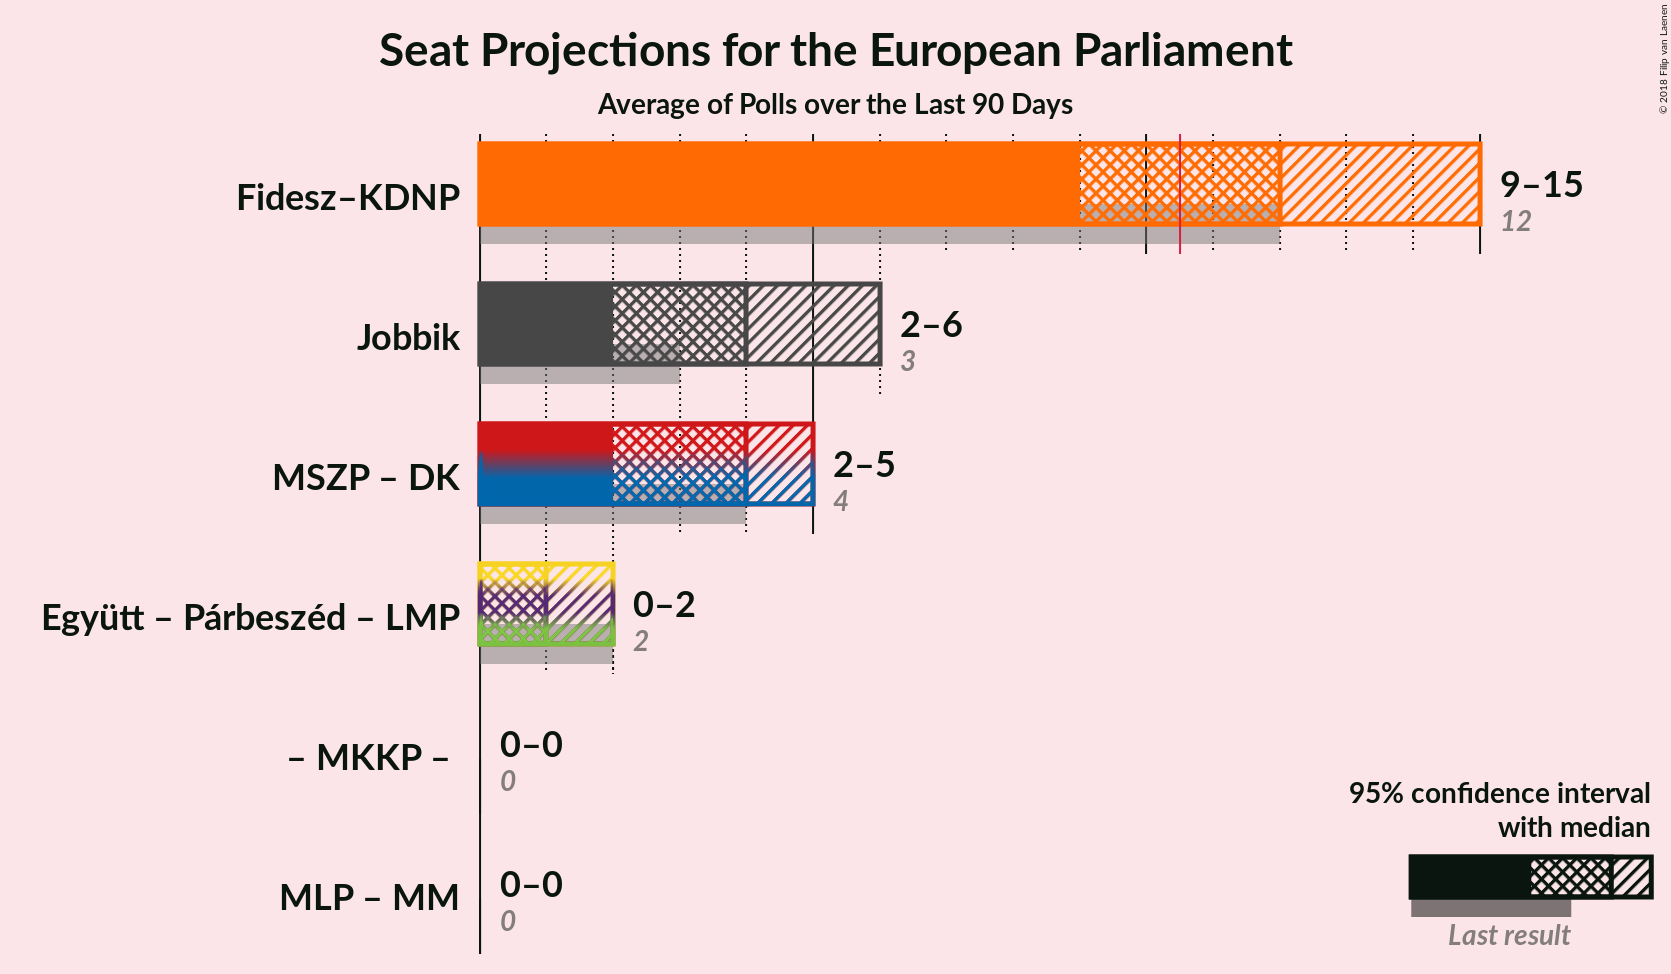 Seat Projections for the European Parliament
Average of Polls over the Last 90 Days
© 2018 Filip van Laenen
Fidesz–KDNP
9–15
12
Jobbik
2–6
3
MSZP – DK
2–5
4
Együtt – Párbeszéd – LMP
0–2
2
– MKKP –
0–0
0
MLP – MM
0–0
0
95% confidence interval
with median
Last result